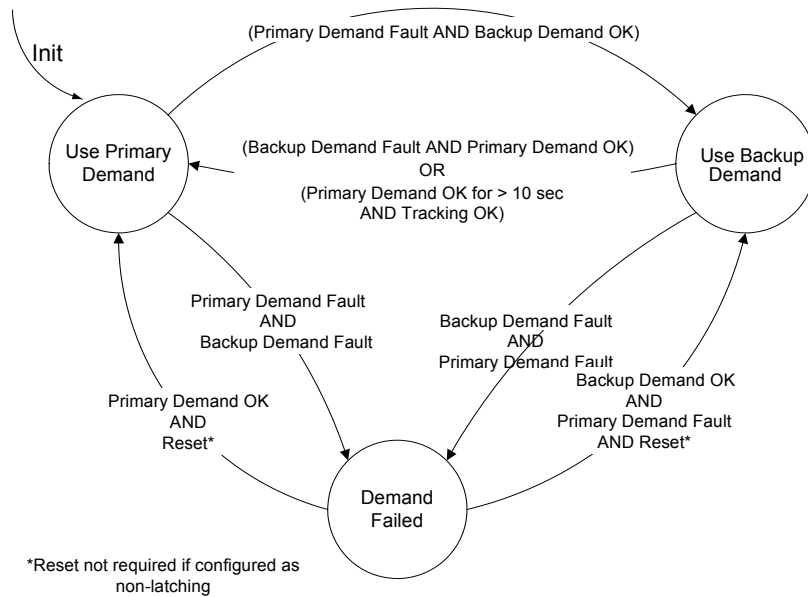 (Primary Demand Fault AND Backup Demand OK)
Init
Use Primary
Demand
(Backup Demand Fault AND Primary Demand OK)
OR
(Primary Demand OK for > 10 sec
AND Tracking OK)
Use Backup
Demand
Primary Demand Fault
AND
Backup Demand Fault
Backup Demand Fault
AND
Primary Demand Fault
Primary Demand OK
AND
Reset*
Backup Demand OK
AND
Primary Demand Fault
AND Reset*
Demand
Failed
*Reset not required if configured as
non-latching